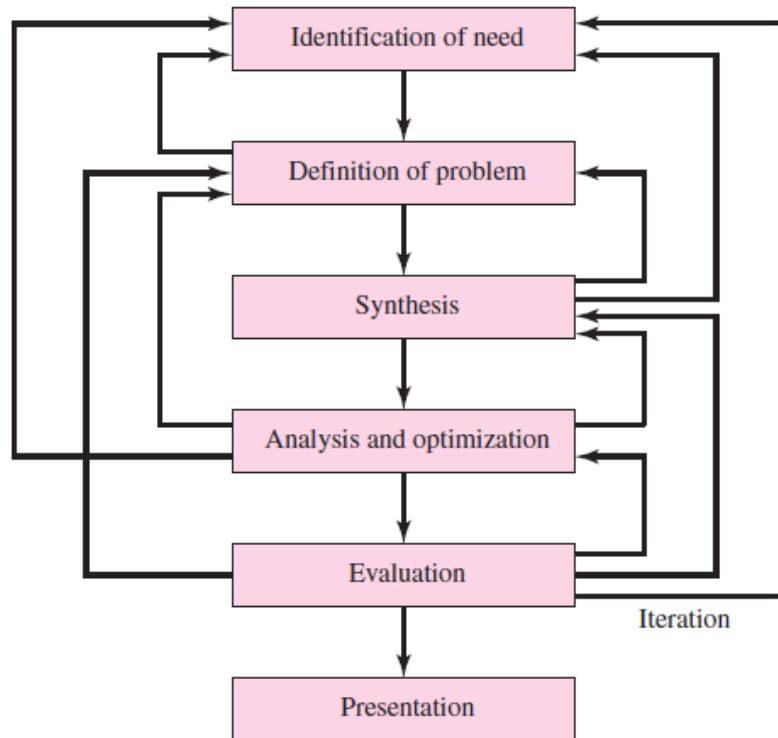 Identification of need
Definition of problem
Synthesis
Analysis and optimization
Evaluation
Iteration
Presentation